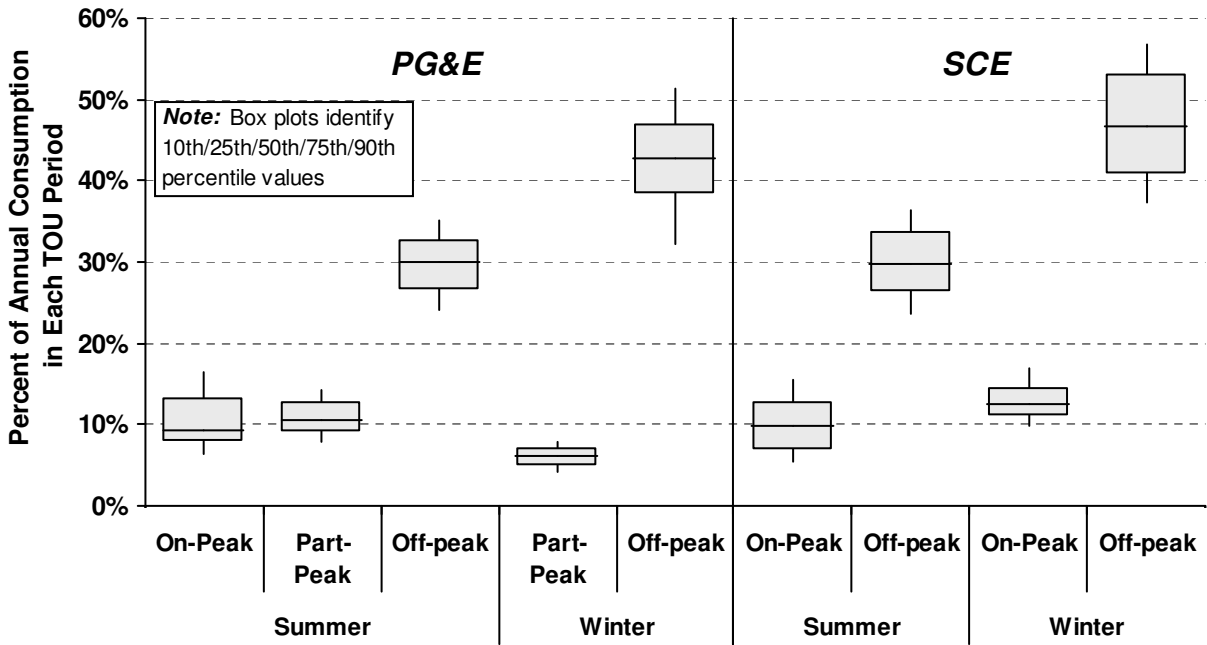 Percent of Annual Consumption
in Each TOU Period
60%
50%
40%
30%
20%
10%
0%
PG&E
SCE
Note: Box plots identify
10th/25th/50th/75th/90th
percentile values
On-Peak
Part-
Peak
Off-peak
Part-
Peak
Off-peak
On-Peak
Off-peak
On-Peak
Off-peak
Summer
Winter
Summer
Winter